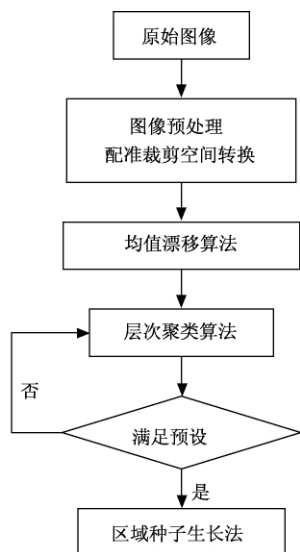 原始图像
图像预处理
配准裁剪空间转换
均值漂移算法
层次聚类算法
否
满足预设
是
区域种子生长法